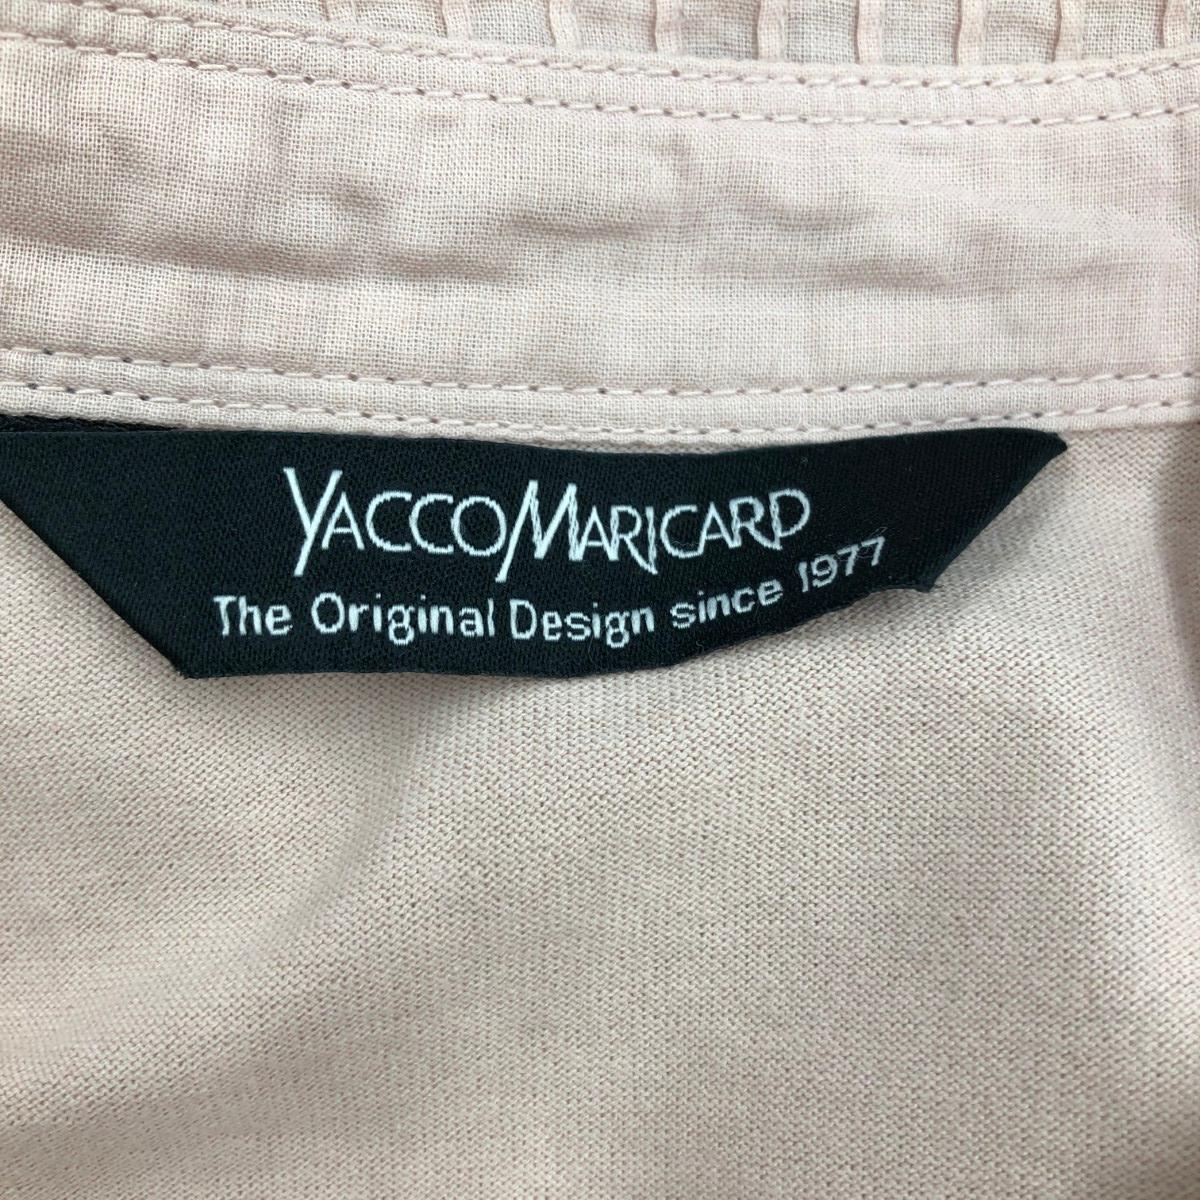 YACCOMARICARD
The Original Design since 1977